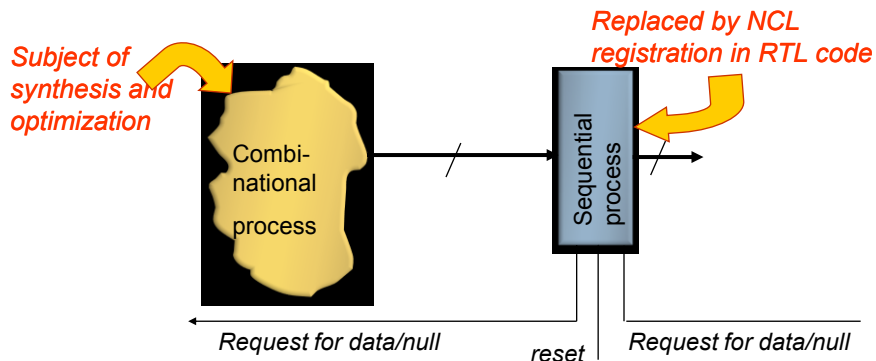 Subject of
synthesis and
optimization
Replaced by NCL
registration in RTL code
Combi-
national
process
Sequential
process
Request for data/null
reset
Request for data/null